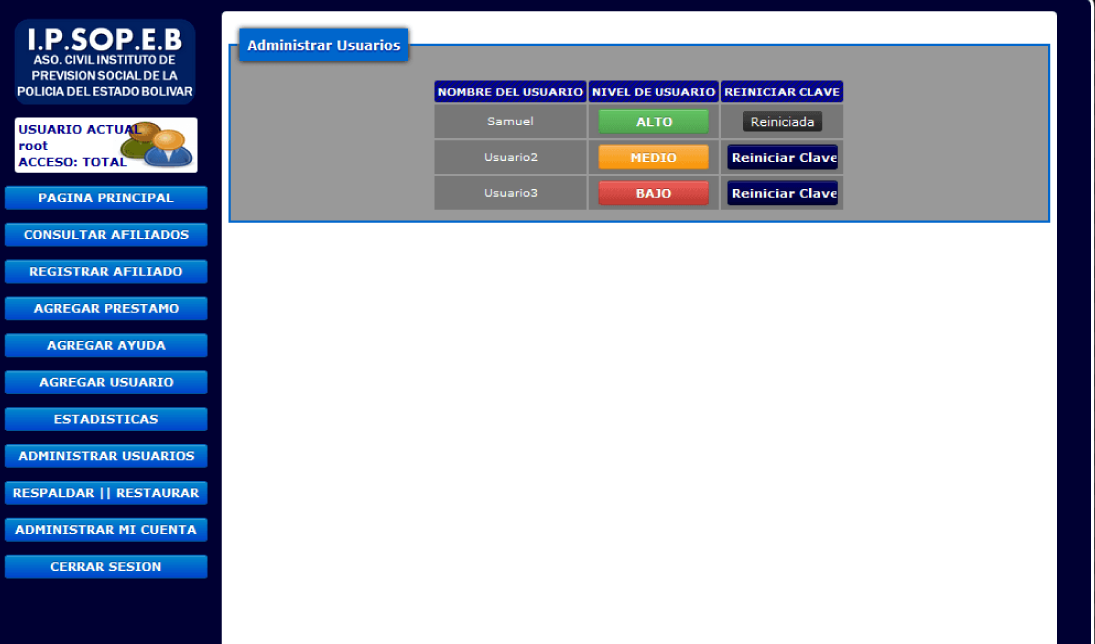 I.P.SOP.E.B
ASO. CIVIL INSTITUTO DE
PREVISION SOCIAL DE LA
POLICIA DEL ESTADO BOLIVAR
USUARIO ACTUAL
root
ACCESO: TOTAL
PAGINA PRINCIPAL
CONSULTAR AFILIADOS
REGISTRAR AFILIADO
AGREGAR PRESTAMO
AGREGAR AYUDA
AGREGAR USUARIO
ESTADISTICAS
ADMINISTRAR USUARIOS
RESPALDAR || RESTAURAR
ADMINISTRAR MI CUENTA
CERRAR SESION
Administrar Usuarios
NOMBRE DEL USUARIO NIVEL DE USUARIO REINICIAR CLAVE
Samuel ALTO Reiniciada
Usuario2 MEDIO Reiniciar Clave
Usuario3 BAJO Reiniciar Clave